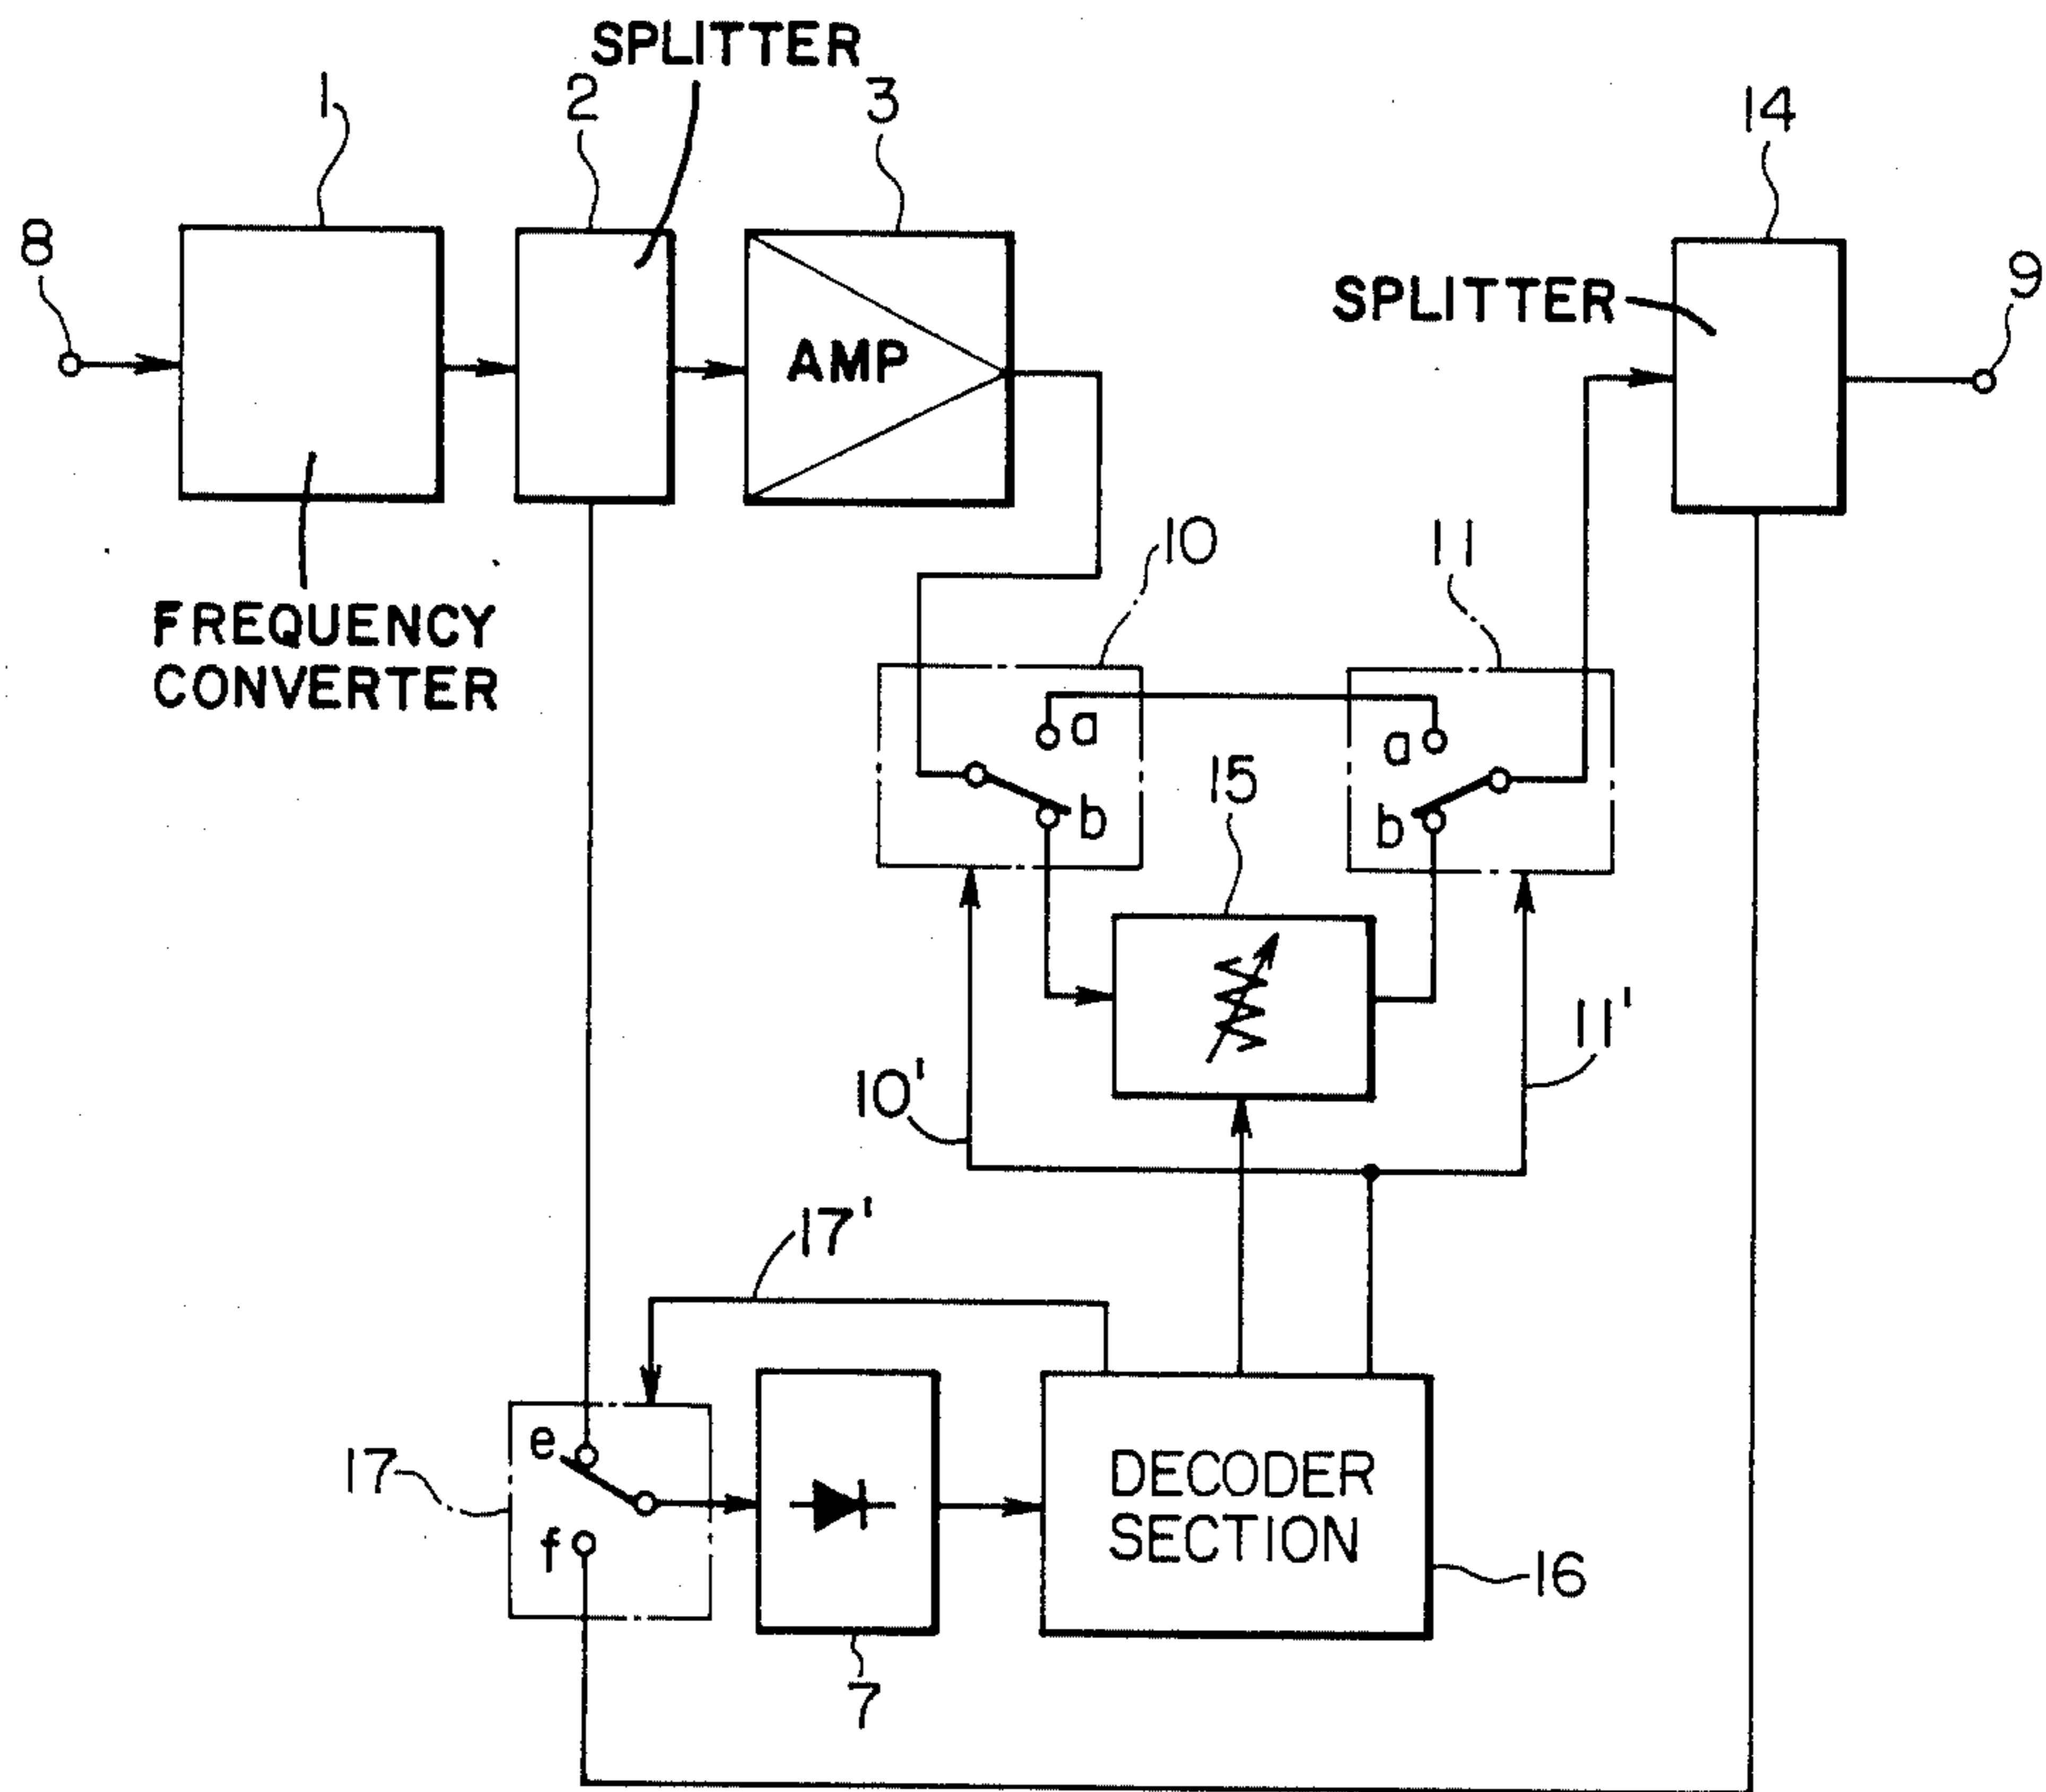 SPLITTER
1
2
3
14
8
9
SPLITTER
AMP
FREQUENCY
CONVERTER
10
11
a
a
b
b
15
10'
11'
17'
e
17
f
DECODER
SECTION
16
7